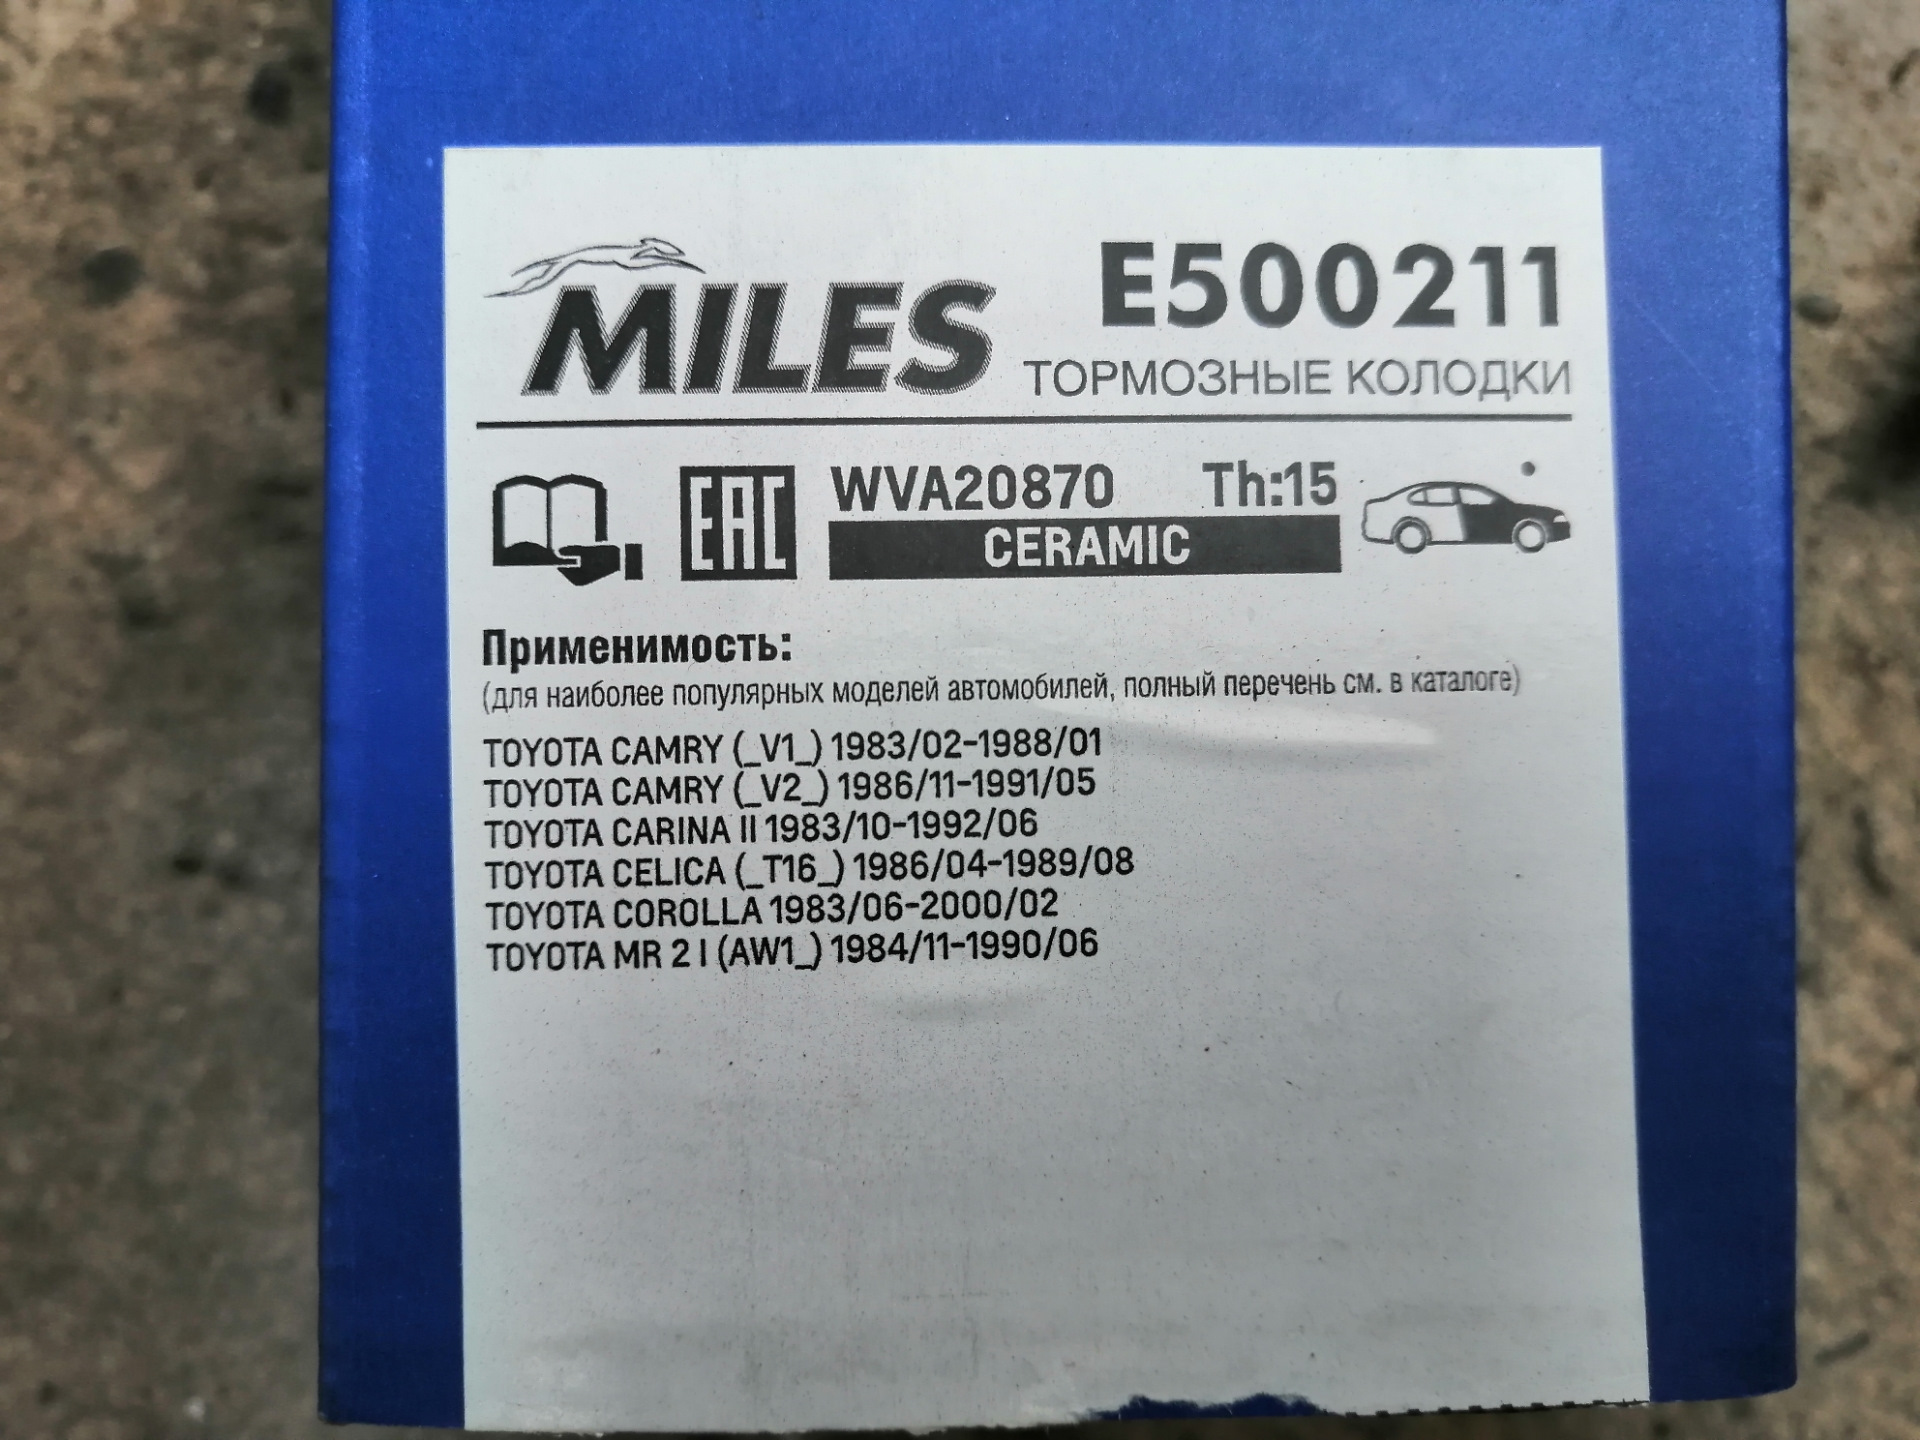 MILES
E500211
ТОРМОЗНЫЕ КОЛОДКИ
EAC
WVA20870 Th:15
CERAMIC
Применимость:
(для наиболее популярных моделей автомобилей, полный перечень см. в каталоге)
TOYOTA CAMRY (_V1_) 1983/02-1988/01
TOYOTA CAMRY (_V2_) 1986/11-1991/05
TOYOTA CARINA II 1983/10-1992/06
TOYOTA CELICA (_T16_) 1986/04-1989/08
TOYOTA COROLLA 1983/06-2000/02
TOYOTA MR 2 I (AW1_) 1984/11-1990/06